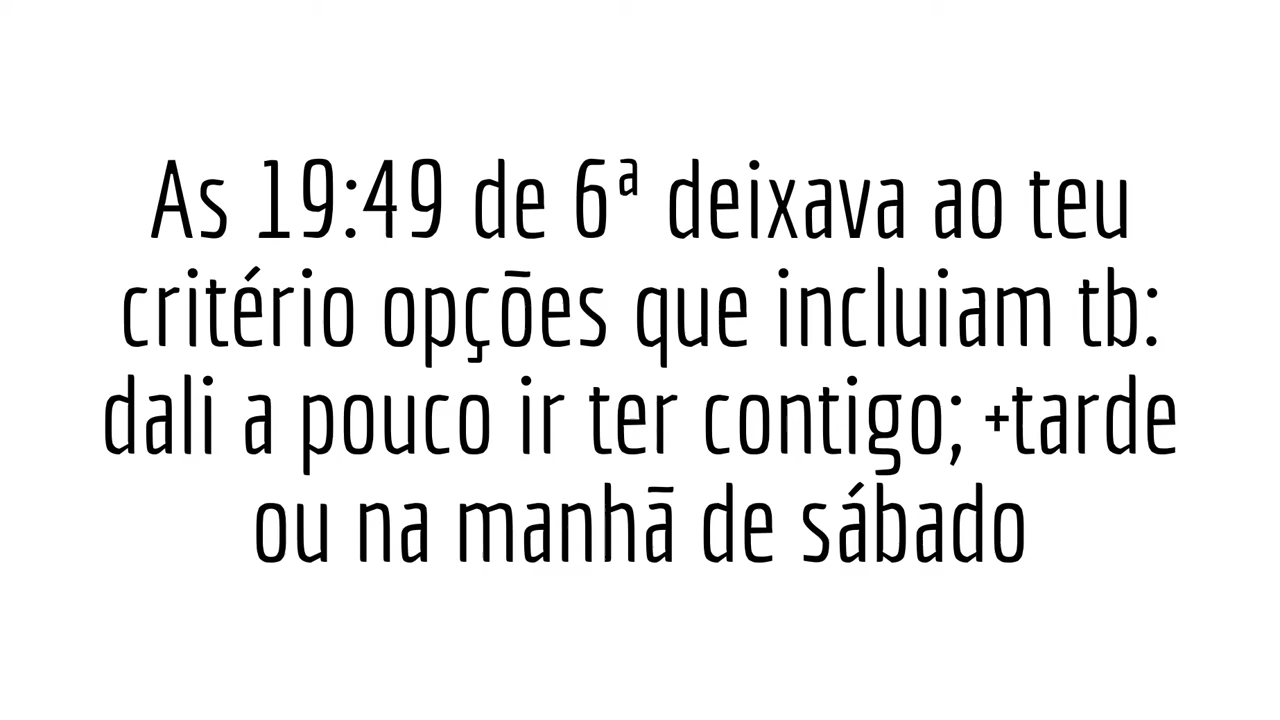 As 19:49 de 6ª deixava ao teu
critério opções que incluiam tb:
dali a pouco ir ter contigo; +tarde
ou na manhã de sábado